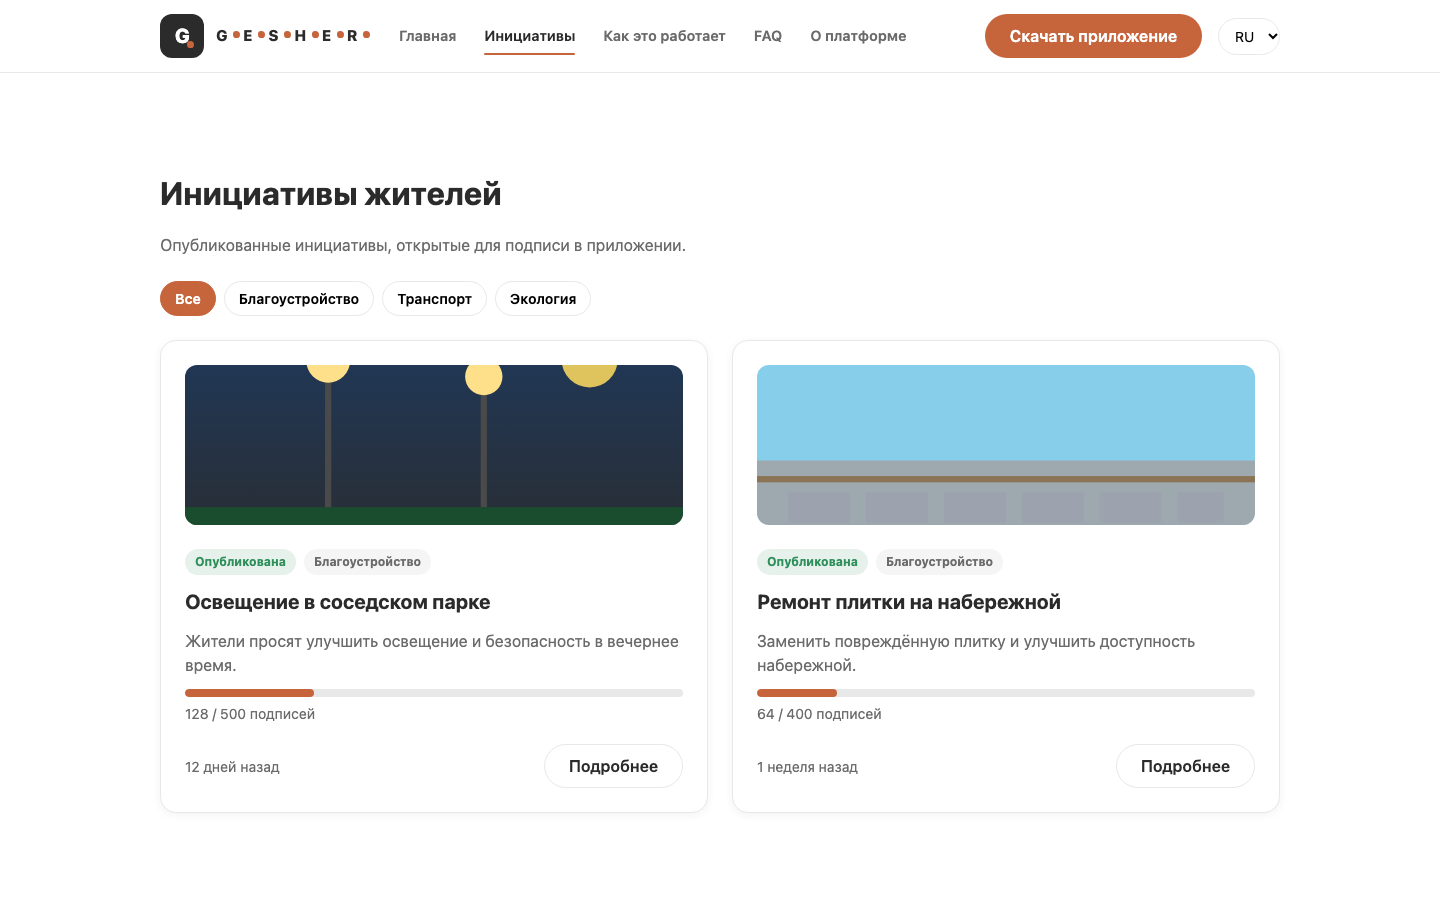 G
G•E•S•H•E•R•
Главная
Инициативы
Как это работает
FAQ
О платформе
Скачать приложение
RU
Инициативы жителей
Опубликованные инициативы, открытые для подписи в приложении.
Все
Благоустройство
Транспорт
Экология
Опубликована
Благоустройство
Освещение в соседском парке
Жители просят улучшить освещение и безопасность в вечернее
время.
128 / 500 подписей
12 дней назад
Подробнее
Опубликована
Благоустройство
Ремонт плитки на набережной
Заменить повреждённую плитку и улучшить доступность
набережной.
64 / 400 подписей
1 неделя назад
Подробнее